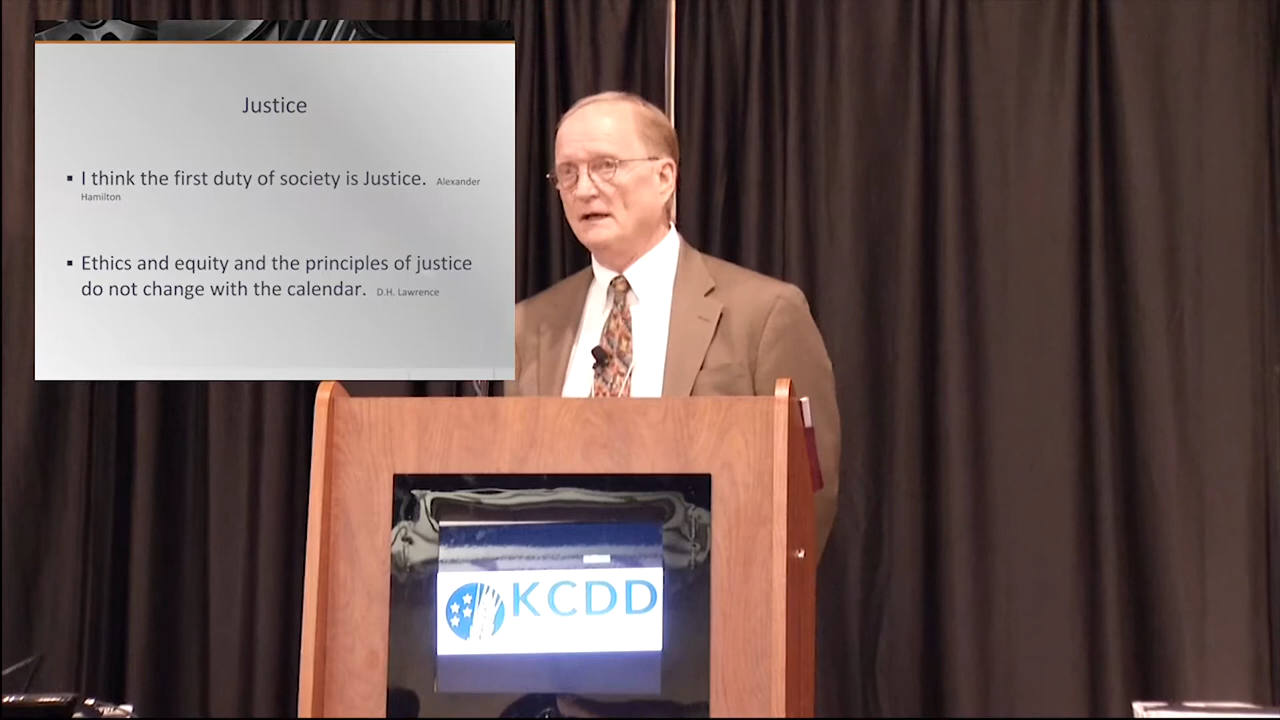 Justice
▪ I think the first duty of society is Justice. Alexander
Hamilton
▪ Ethics and equity and the principles of justice
do not change with the calendar. D.H. Lawrence
KCDD